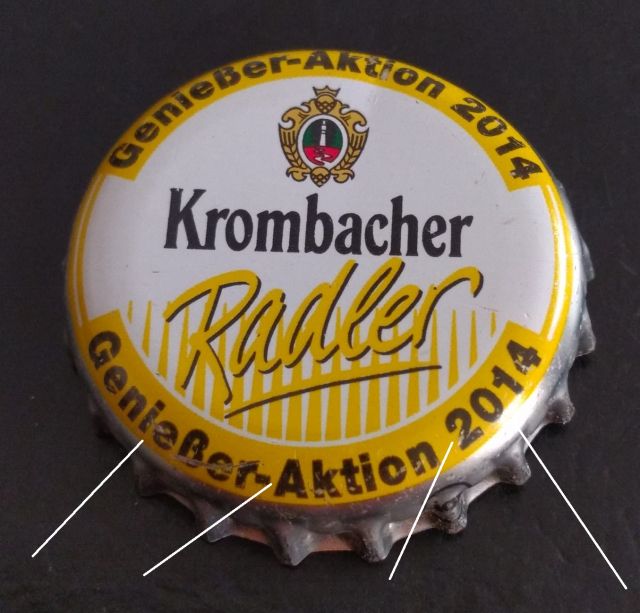 Genießer-Aktion 2014
Krombacher
Radler
Genießer-Aktion 2014